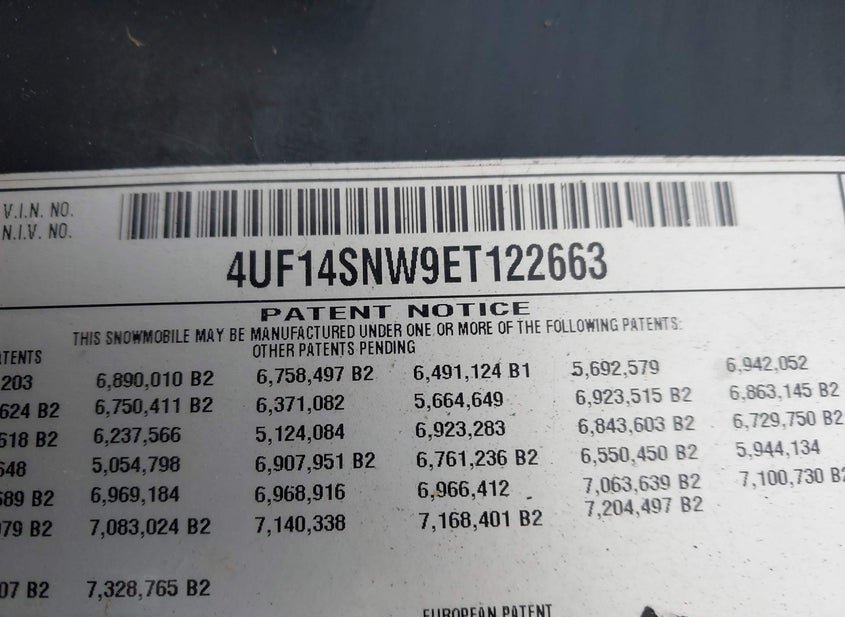 V.I.N. NO.
N.I.V. NO.
4UF14SNW9ET122663
PATENT NOTICE
THIS SNOWMOBILE MAY BE MANUFACTURED UNDER ONE OR MORE OF THE FOLLOWING PATENTS:
TENTS OTHER PATENTS PENDING
203 6,890,010 B2 6,758,497 B2 6,491,124 B1 5,692,579 6,942,052
624 B2 6,750,411 B2 6,371,082 5,664,649 6,923,515 B2 6,863,145 B2
618 B2 6,237,566 5,124,084 6,923,283 6,843,603 B2 6,729,750 B2
648 5,054,798 6,907,951 B2 6,761,236 B2 6,550,450 B2 5,944,134
689 B2 6,969,184 6,968,916 6,966,412 7,063,639 B2 7,100,730 B2
079 B2 7,083,024 B2 7,140,338 7,168,401 B2 7,204,497 B2
07 B2 7,328,765 B2
EUROPEAN PATENT